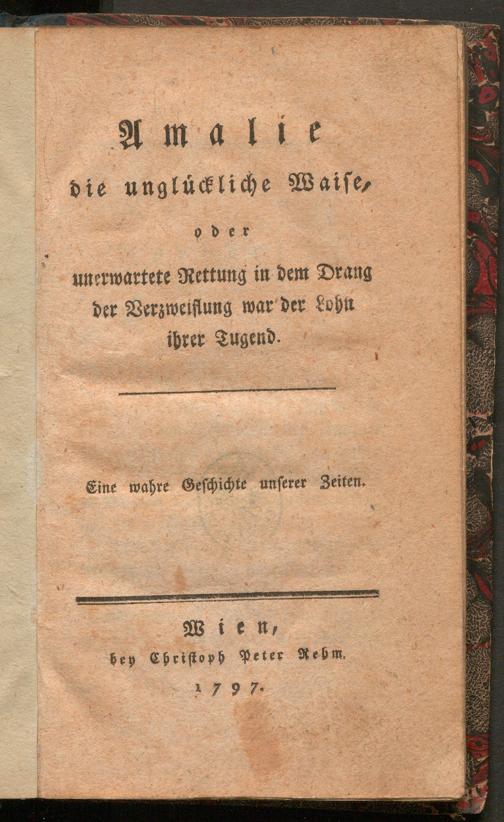 Amalie
die unglückliche Waise,
oder
unerwartete Rettung in dem Drang
der Verzweiflung war der Lohn
ihrer Tugend.
Eine wahre Geschichte unserer Zeiten.
Wien,
bey Christoph Peter Rehm.
1797.